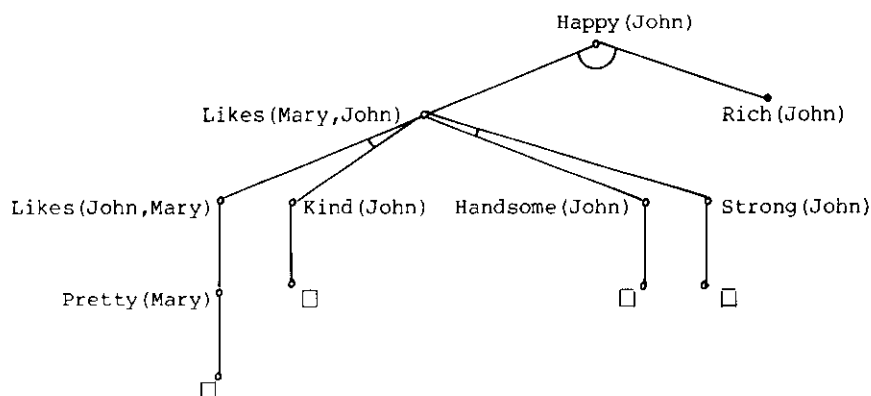 Happy(John)
Likes(Mary,John)
Rich(John)
Likes(John,Mary)
Kind(John)
Handsome(John)
Strong(John)
Pretty(Mary)